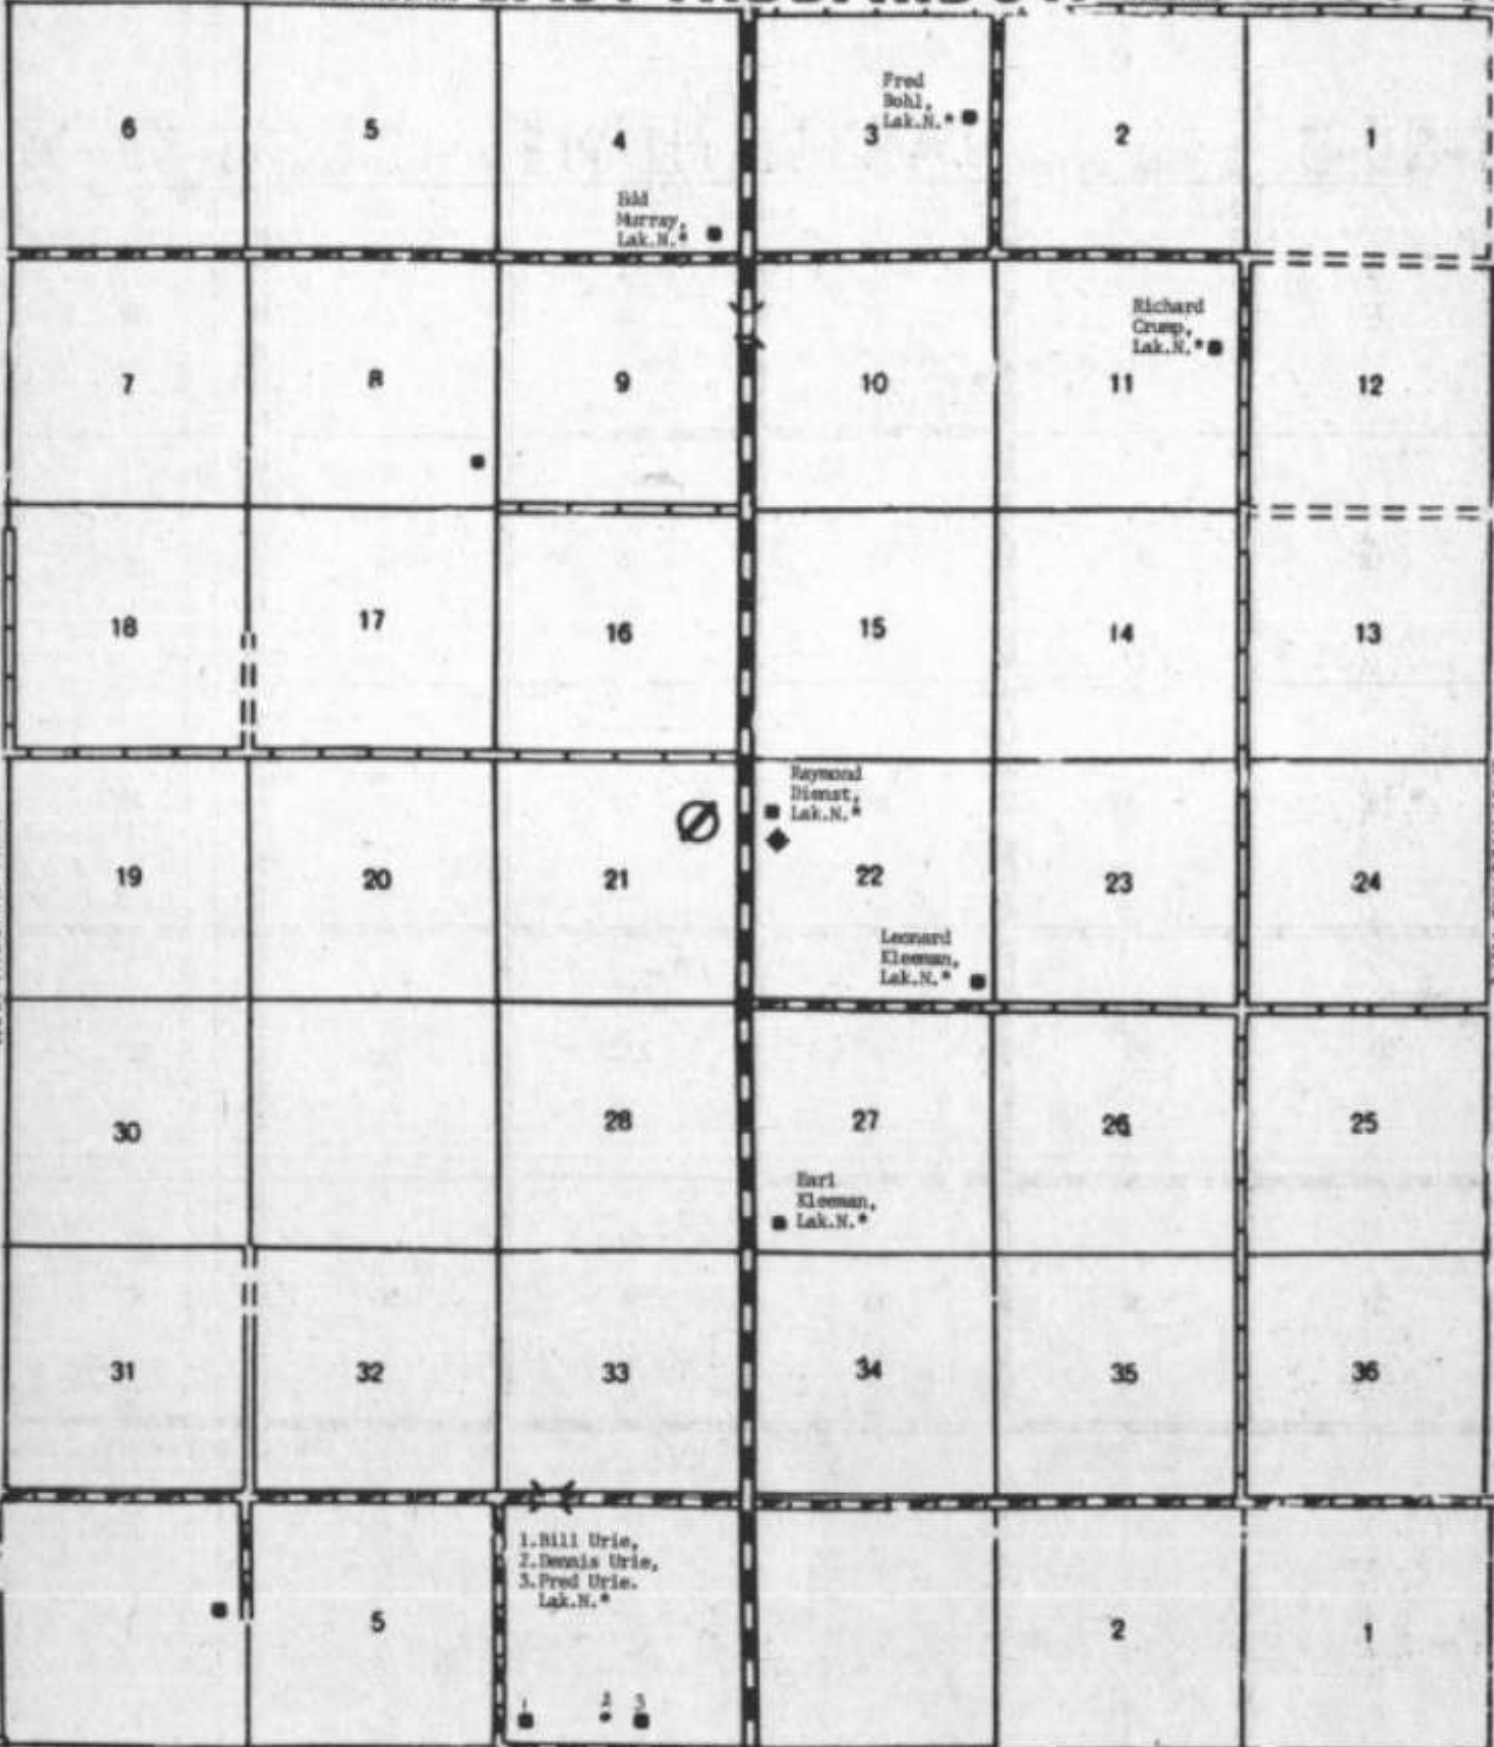 6
5
4
3
2
1
Fred
Bohl,
Lak.N.*
Edd
Murray,
Lak.N.*
7
8
9
10
11
12
Richard
Crump,
Lak.N.*
18
17
16
15
14
13
19
20
21
22
23
24
Raymond
Dienst,
Lak.N.*
Leonard
Kleeman,
Lak.N.*
30
28
27
26
25
Earl
Kleeman,
Lak.N.*
31
32
33
34
35
36
1.Bill Urie,
2.Dennis Urie,
3.Fred Urie.
Lak.N.*
5
2
1
1 2 3